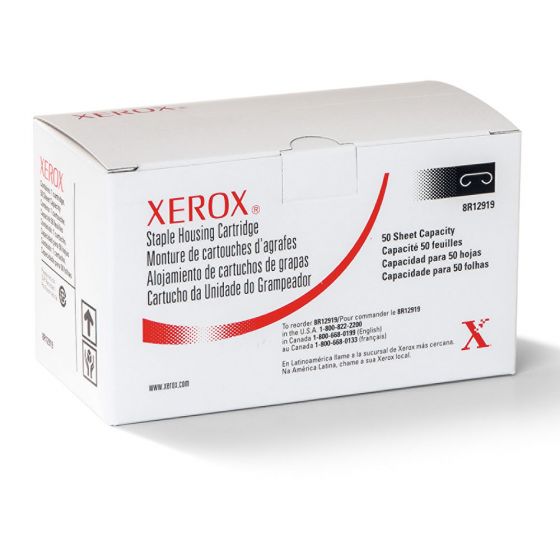 XEROX®
XEROX
XEROX®
Staple Housing Cartridge
Monture de cartouches d'agrafes
Alojamiento de cartuchos de grapas
Cartucho da Unidade do Grampeador
8R12919
50 Sheet Capacity
Capacité 50 feuilles
Capacidad para 50 hojas
Capacidade para 50 folhas
To reorder 8R12919/Pour commander le 8R12919
in the U.S.A. 1-800-822-2200
in Canada 1-800-668-0199 (English)
au Canada 1-800-668-0133 (français)
En Latinoamérica llame a la sucursal de Xerox más cercana.
Na América Latina, chame a sua Xerox local.
www.xerox.com
X